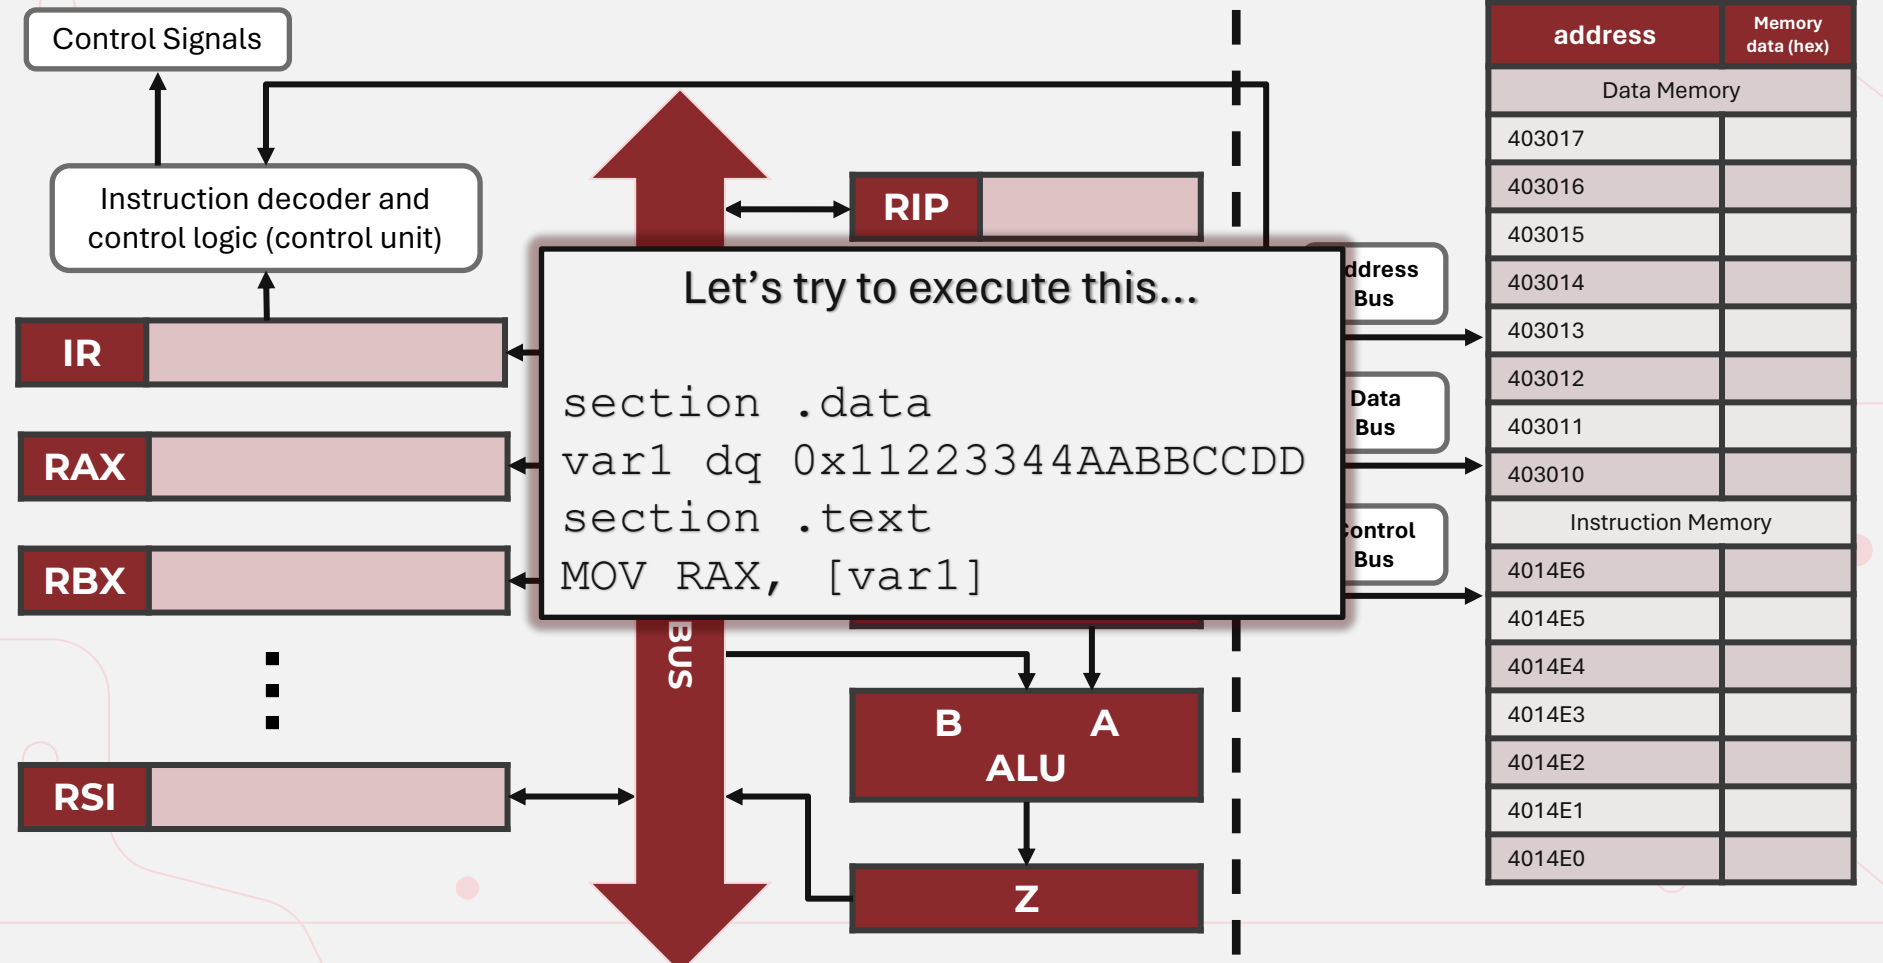 Control Signals
Instruction decoder and
control logic (control unit)
IR
RAX
RBX
RSI
RIP
Let's try to execute this...
section .data
var1 dq 0x11223344AABBCCDD
section .text
MOV RAX, [var1]
BUS
B A
ALU
Z
ddress
Bus
Data
Bus
ontrol
Bus
address
Memory
data (hex)
Data Memory
403017
403016
403015
403014
403013
403012
403011
403010
Instruction Memory
4014E6
4014E5
4014E4
4014E3
4014E2
4014E1
4014E0